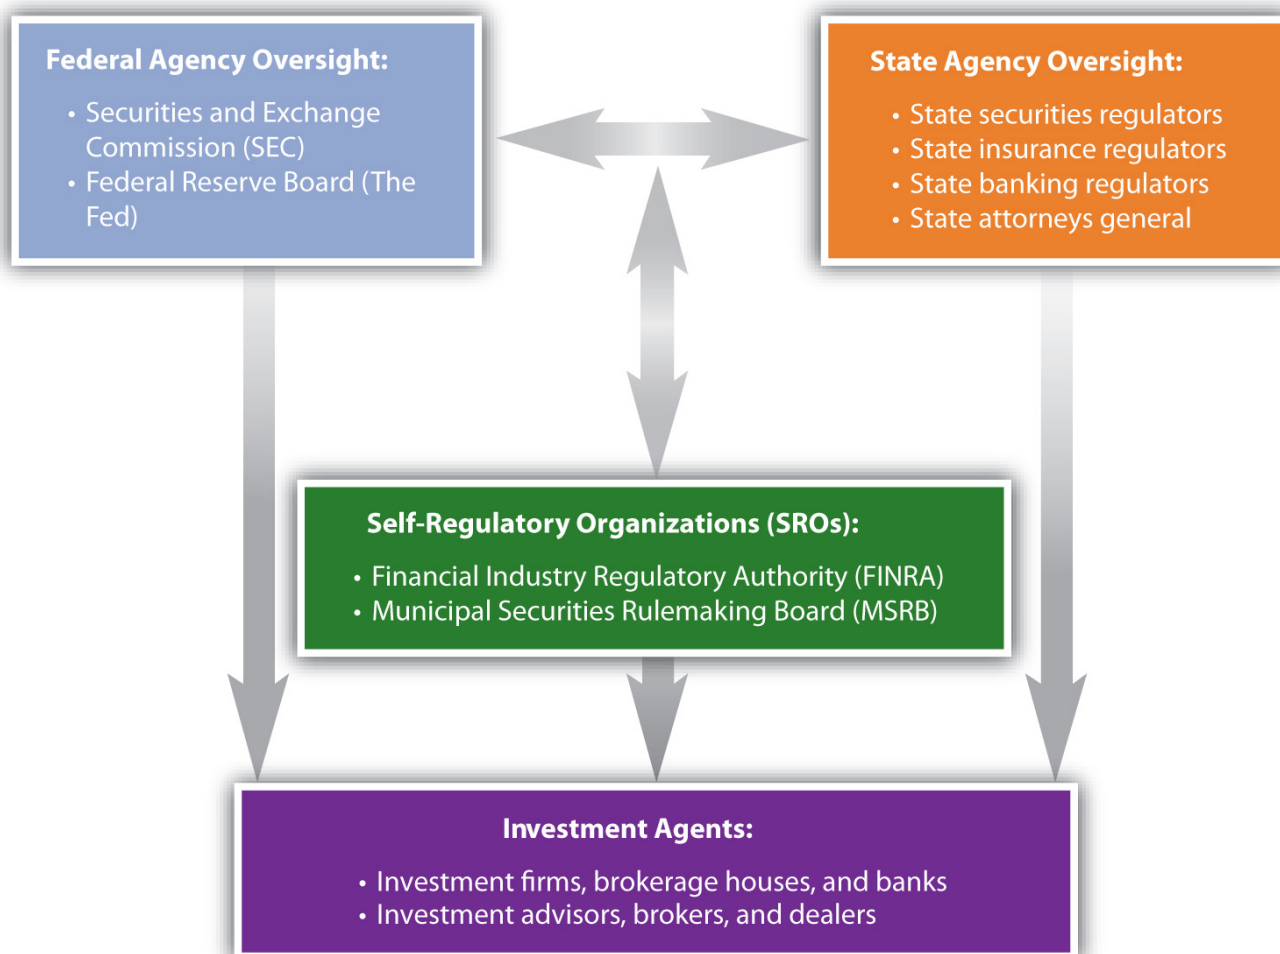 Federal Agency Oversight:
• Securities and Exchange
Commission (SEC)
• Federal Reserve Board (The
Fed)
State Agency Oversight:
• State securities regulators
• State insurance regulators
• State banking regulators
• State attorneys general
Self-Regulatory Organizations (SROs):
• Financial Industry Regulatory Authority (FINRA)
• Municipal Securities Rulemaking Board (MSRB)
Investment Agents:
• Investment firms, brokerage houses, and banks
• Investment advisors, brokers, and dealers